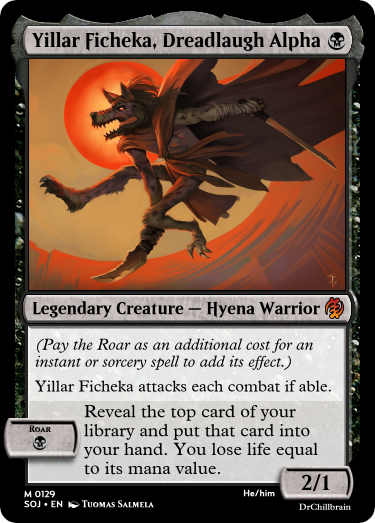 Yillar Ficheka, Dreadlaugh Alpha
Legendary Creature — Hyena Warrior
(Pay the Roar as an additional cost for an
instant or sorcery spell to add its effect.)
Yillar Ficheka attacks each combat if able.
Roar
Reveal the top card of your
library and put that card into
your hand. You lose life equal
to its mana value.
2/1
M 0129
SOJ • EN Tuomas Salmela
He/him
DrChillbrain